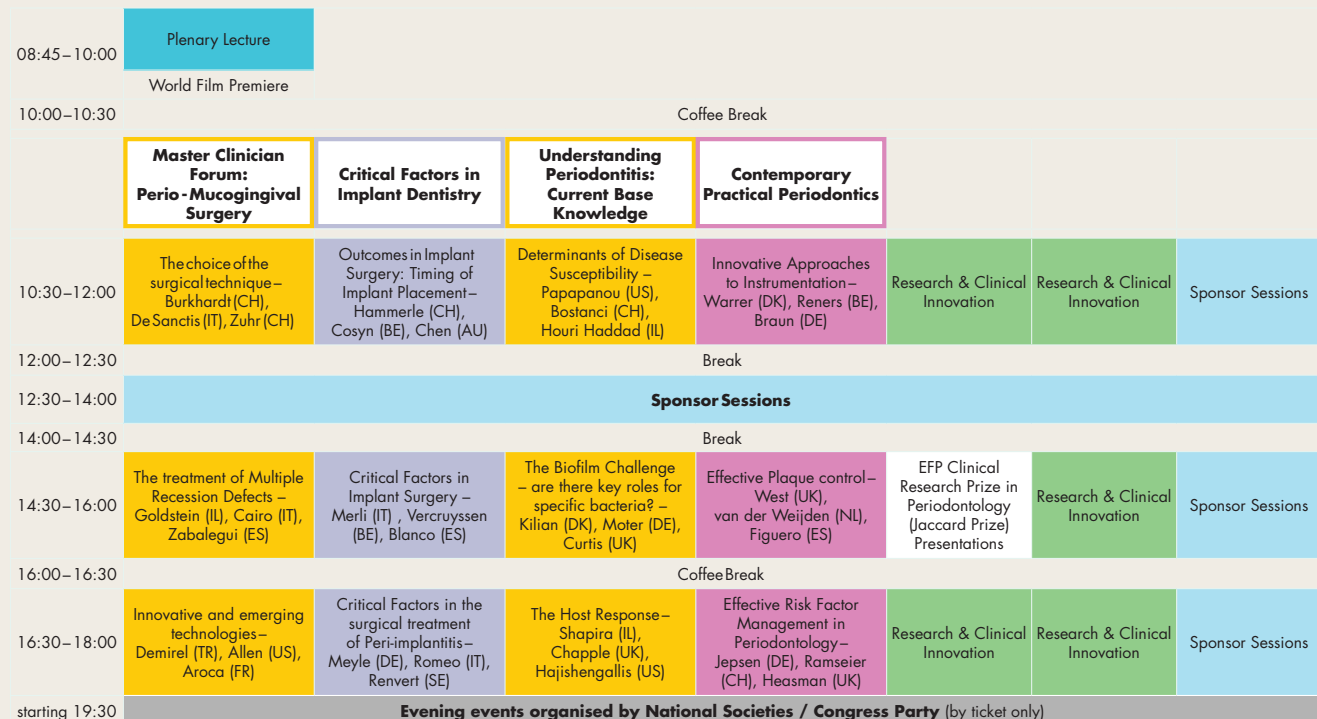 08:45–10:00
Plenary Lecture
World Film Premiere
10:00–10:30
Coffee Break
Master Clinician
Forum:
Perio-Mucogingival
Surgery
Critical Factors in
Implant Dentistry
Understanding
Periodontitis:
Current Base
Knowledge
Contemporary
Practical Periodontics
10:30–12:00
The choice of the
surgical technique–
Burkhardt (CH),
De Sanctis (IT), Zuhr (CH)
Outcomes in Implant
Surgery: Timing of
Implant Placement–
Hammerle (CH),
Cosyn (BE), Chen (AU)
Determinants of Disease
Susceptibility –
Papapanou (US),
Bostanci (CH),
Houri Haddad (IL)
Innovative Approaches
to Instrumentation–
Warrer (DK), Reners (BE),
Braun (DE)
Research & Clinical
Innovation
Research & Clinical
Innovation
Sponsor Sessions
12:00–12:30
Break
12:30–14:00
Sponsor Sessions
14:00–14:30
Break
14:30–16:00
The treatment of Multiple
Recession Defects –
Goldstein (IL), Cairo (IT),
Zabalegui (ES)
Critical Factors in
Implant Surgery –
Merli (IT) , Vercruyssen
(BE), Blanco (ES)
The Biofilm Challenge
– are there key roles for
specific bacteria? –
Kilian (DK), Moter (DE),
Curtis (UK)
Effective Plaque control–
West (UK),
van der Weijden (NL),
Figuero (ES)
EFP Clinical
Research Prize in
Periodontology
(Jaccard Prize)
Presentations
Research & Clinical
Innovation
Sponsor Sessions
16:00–16:30
Coffee Break
16:30–18:00
Innovative and emerging
technologies–
Demirel (TR), Allen (US),
Aroca (FR)
Critical Factors in the
surgical treatment
of Peri-implantitis–
Meyle (DE), Romeo (IT),
Renvert (SE)
The Host Response–
Shapira (IL),
Chapple (UK),
Hajishengallis (US)
Effective Risk Factor
Management in
Periodontology–
Jepsen (DE), Ramseier
(CH), Heasman (UK)
Research & Clinical
Innovation
Research & Clinical
Innovation
Sponsor Sessions
starting 19:30
Evening events organised by National Societies / Congress Party (by ticket only)